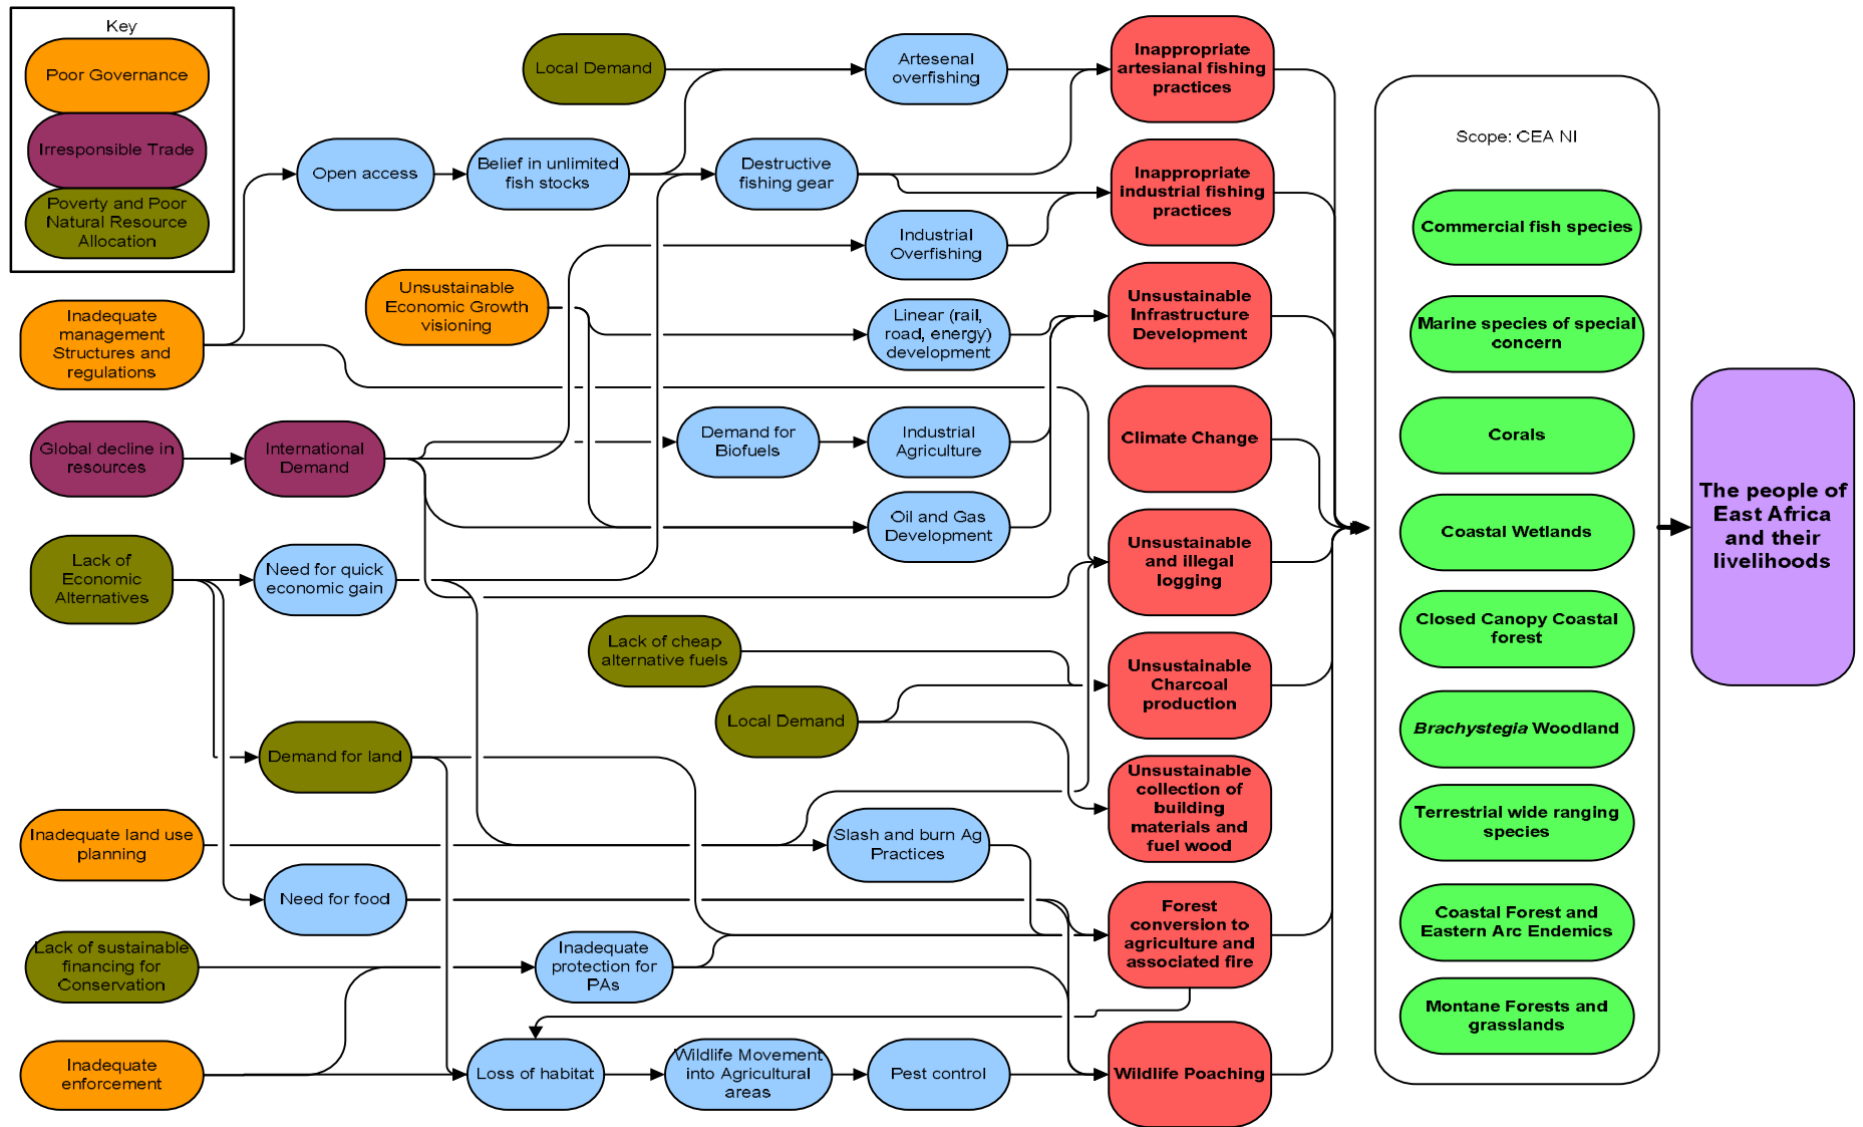 Key
Poor Governance
Irresponsible Trade
Poverty and Poor
Natural Resource
Allocation
Local Demand
Artesenal
overfishing
Inappropriate
artesianal fishing
practices
Open access
Belief in unlimited
fish stocks
Destructive
fishing gear
Inappropriate
industrial fishing
practices
Industrial
Overfishing
Unsustainable
Economic Growth
visioning
Inadequate
management
Structures and
regulations
Linear (rail,
road, energy)
development
Unsustainable
Infrastructure
Development
Global decline in
resources
International
Demand
Demand for
Biofuels
Industrial
Agriculture
Climate Change
Oil and Gas
Development
Lack of
Economic
Alternatives
Need for quick
economic gain
Unsustainable
and illegal
logging
Lack of cheap
alternative fuels
Unsustainable
Charcoal
production
Local Demand
Demand for land
Unsustainable
collection of
building
materials and
fuel wood
Inadequate land use
planning
Slash and burn Ag
Practices
Need for food
Forest
conversion to
agriculture and
associated fire
Lack of sustainable
financing for
Conservation
Inadequate
protection for
PAs
Inadequate
enforcement
Loss of habitat
Wildlife Movement
into Agricultural
areas
Pest control
Wildlife Poaching
Scope: CEA NI
Commercial fish species
Marine species of special
concern
Corals
Coastal Wetlands
Closed Canopy Coastal
forest
Brachystegia Woodland
Terrestrial wide ranging
species
Coastal Forest and
Eastern Arc Endemics
Montane Forests and
grasslands
The people of
East Africa
and their
livelihoods